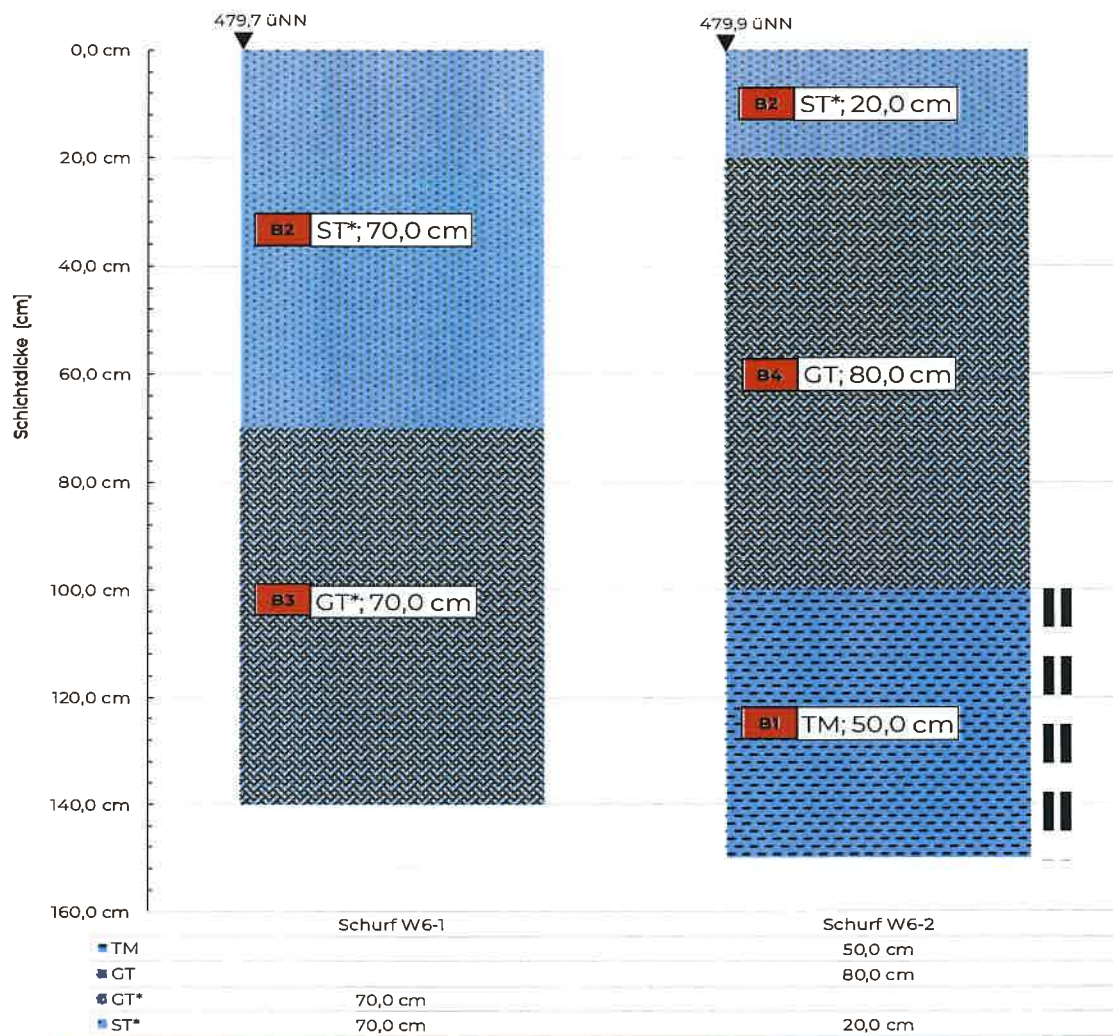 479,7 üNN
479,9 üNN
0,0 cm
20,0 cm
40,0 cm
60,0 cm
80,0 cm
100,0 cm
120,0 cm
140,0 cm
160,0 cm
Schichtdicke [cm]
B2 ST*; 70,0 cm
B3 GT*; 70,0 cm
B2 ST*; 20,0 cm
B4 GT; 80,0 cm
B1 TM; 50,0 cm
Schurf W6-1 Schurf W6-2
TM 50,0 cm
GT 80,0 cm
GT* 70,0 cm
ST* 70,0 cm 20,0 cm